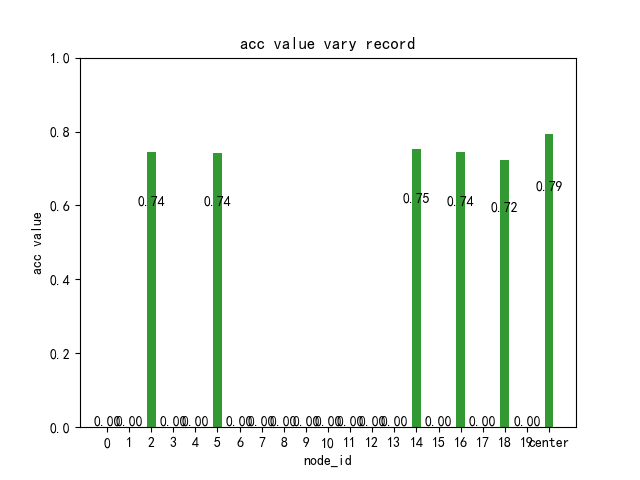 acc value vary record
1.0
0.8
0.6
0.4
0.2
0.0
acc value
0.00 0.00 0.74 0.00 0.00 0.74 0.00 0.00 0.00 0.00 0.00 0.00 0.00 0.00 0.75 0.00 0.74 0.00 0.72 0.00 0.79
0 1 2 3 4 5 6 7 8 9 10 11 12 13 14 15 16 17 18 19 center
node_id